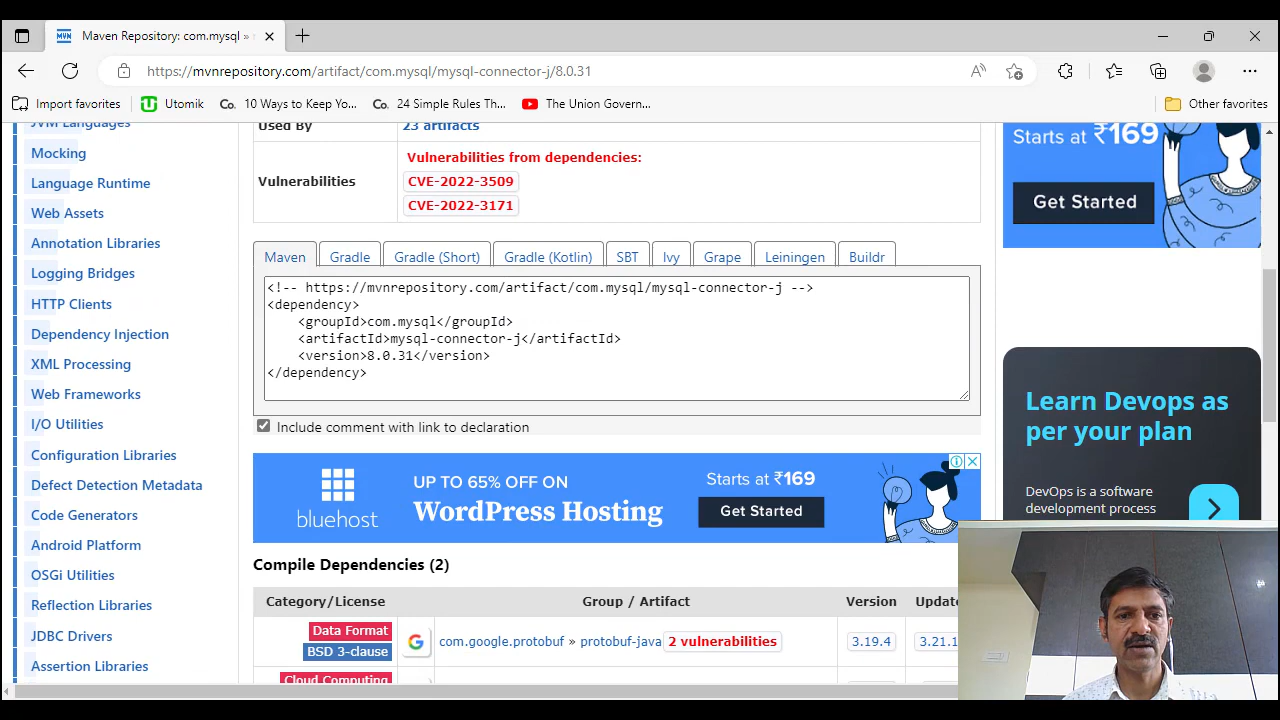 Maven Repository: com.mysql »
https://mvnrepository.com/artifact/com.mysql/mysql-connector-j/8.0.31
Import favorites
Utomik
10 Ways to Keep Yo...
24 Simple Rules Th...
The Union Govern...
Other favorites
JVM Languages
Mocking
Language Runtime
Web Assets
Annotation Libraries
Logging Bridges
HTTP Clients
Dependency Injection
XML Processing
Web Frameworks
I/O Utilities
Configuration Libraries
Defect Detection Metadata
Code Generators
Android Platform
OSGi Utilities
Reflection Libraries
JDBC Drivers
Assertion Libraries
Used By
23 artifacts
Vulnerabilities
Vulnerabilities from dependencies:
CVE-2022-3509
CVE-2022-3171
Maven Gradle Gradle (Short) Gradle (Kotlin) SBT Ivy Grape Leiningen Buildr
<!-- https://mvnrepository.com/artifact/com.mysql/mysql-connector-j -->
<dependency>
<groupId>com.mysql</groupId>
<artifactId>mysql-connector-j</artifactId>
<version>8.0.31</version>
</dependency>
Include comment with link to declaration
bluehost
UP TO 65% OFF ON
WordPress Hosting
Starts at ₹169
Get Started
Compile Dependencies (2)
Category/License Group / Artifact Version Update
Data Format
BSD 3-clause
com.google.protobuf » protobuf-java 2 vulnerabilities 3.19.4 3.21.1
Cloud Computing
Starts at ₹169
Get Started
Learn Devops as
per your plan
DevOps is a software
development process